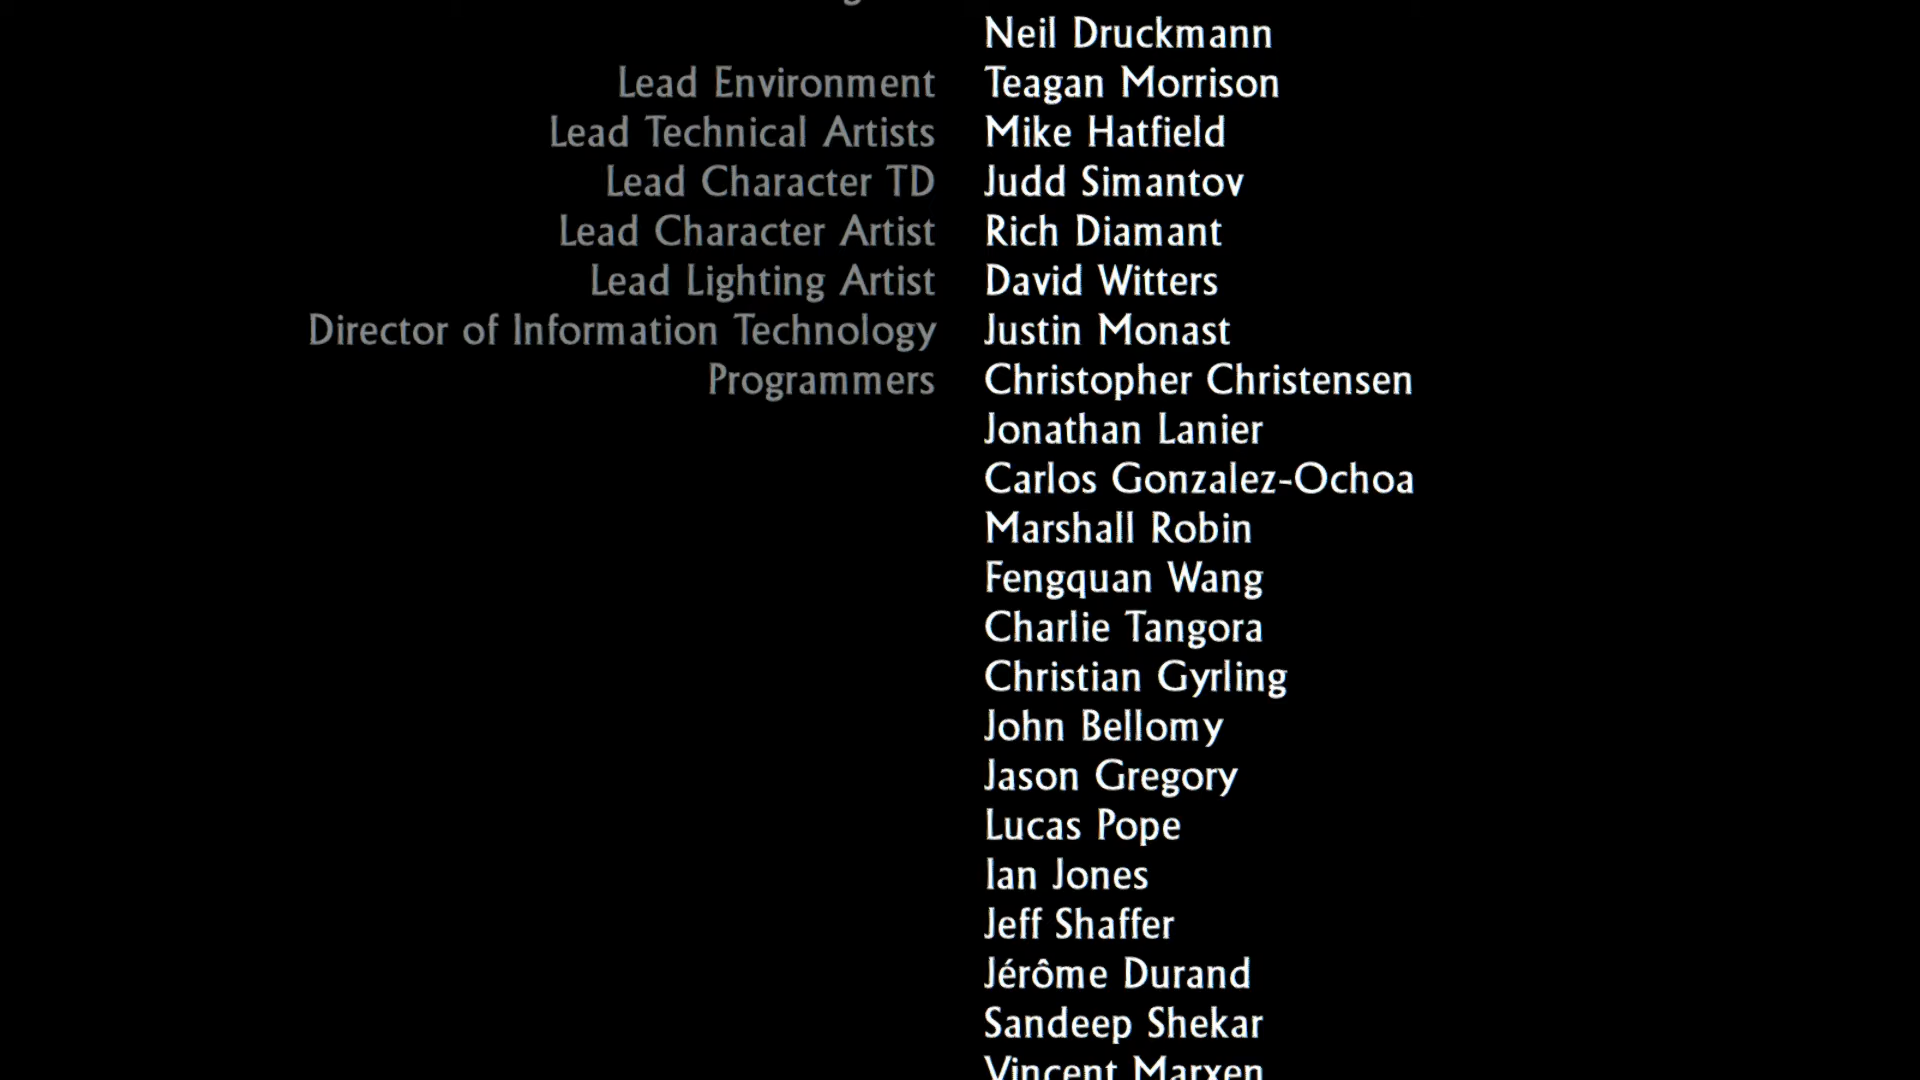 Neil Druckmann
Lead Environment Teagan Morrison
Lead Technical Artists Mike Hatfield
Lead Character TD Judd Simantov
Lead Character Artist Rich Diamant
Lead Lighting Artist David Witters
Director of Information Technology Justin Monast
Programmers Christopher Christensen
Jonathan Lanier
Carlos Gonzalez-Ochoa
Marshall Robin
Fengquan Wang
Charlie Tangora
Christian Gyrling
John Bellomy
Jason Gregory
Lucas Pope
Ian Jones
Jeff Shaffer
Jérôme Durand
Sandeep Shekar
Vincent Marxen